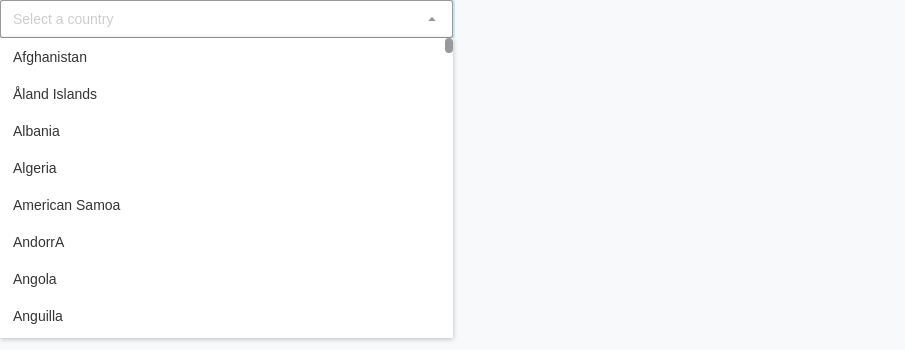 Select a country
Afghanistan
Åland Islands
Albania
Algeria
American Samoa
AndorrA
Angola
Anguilla